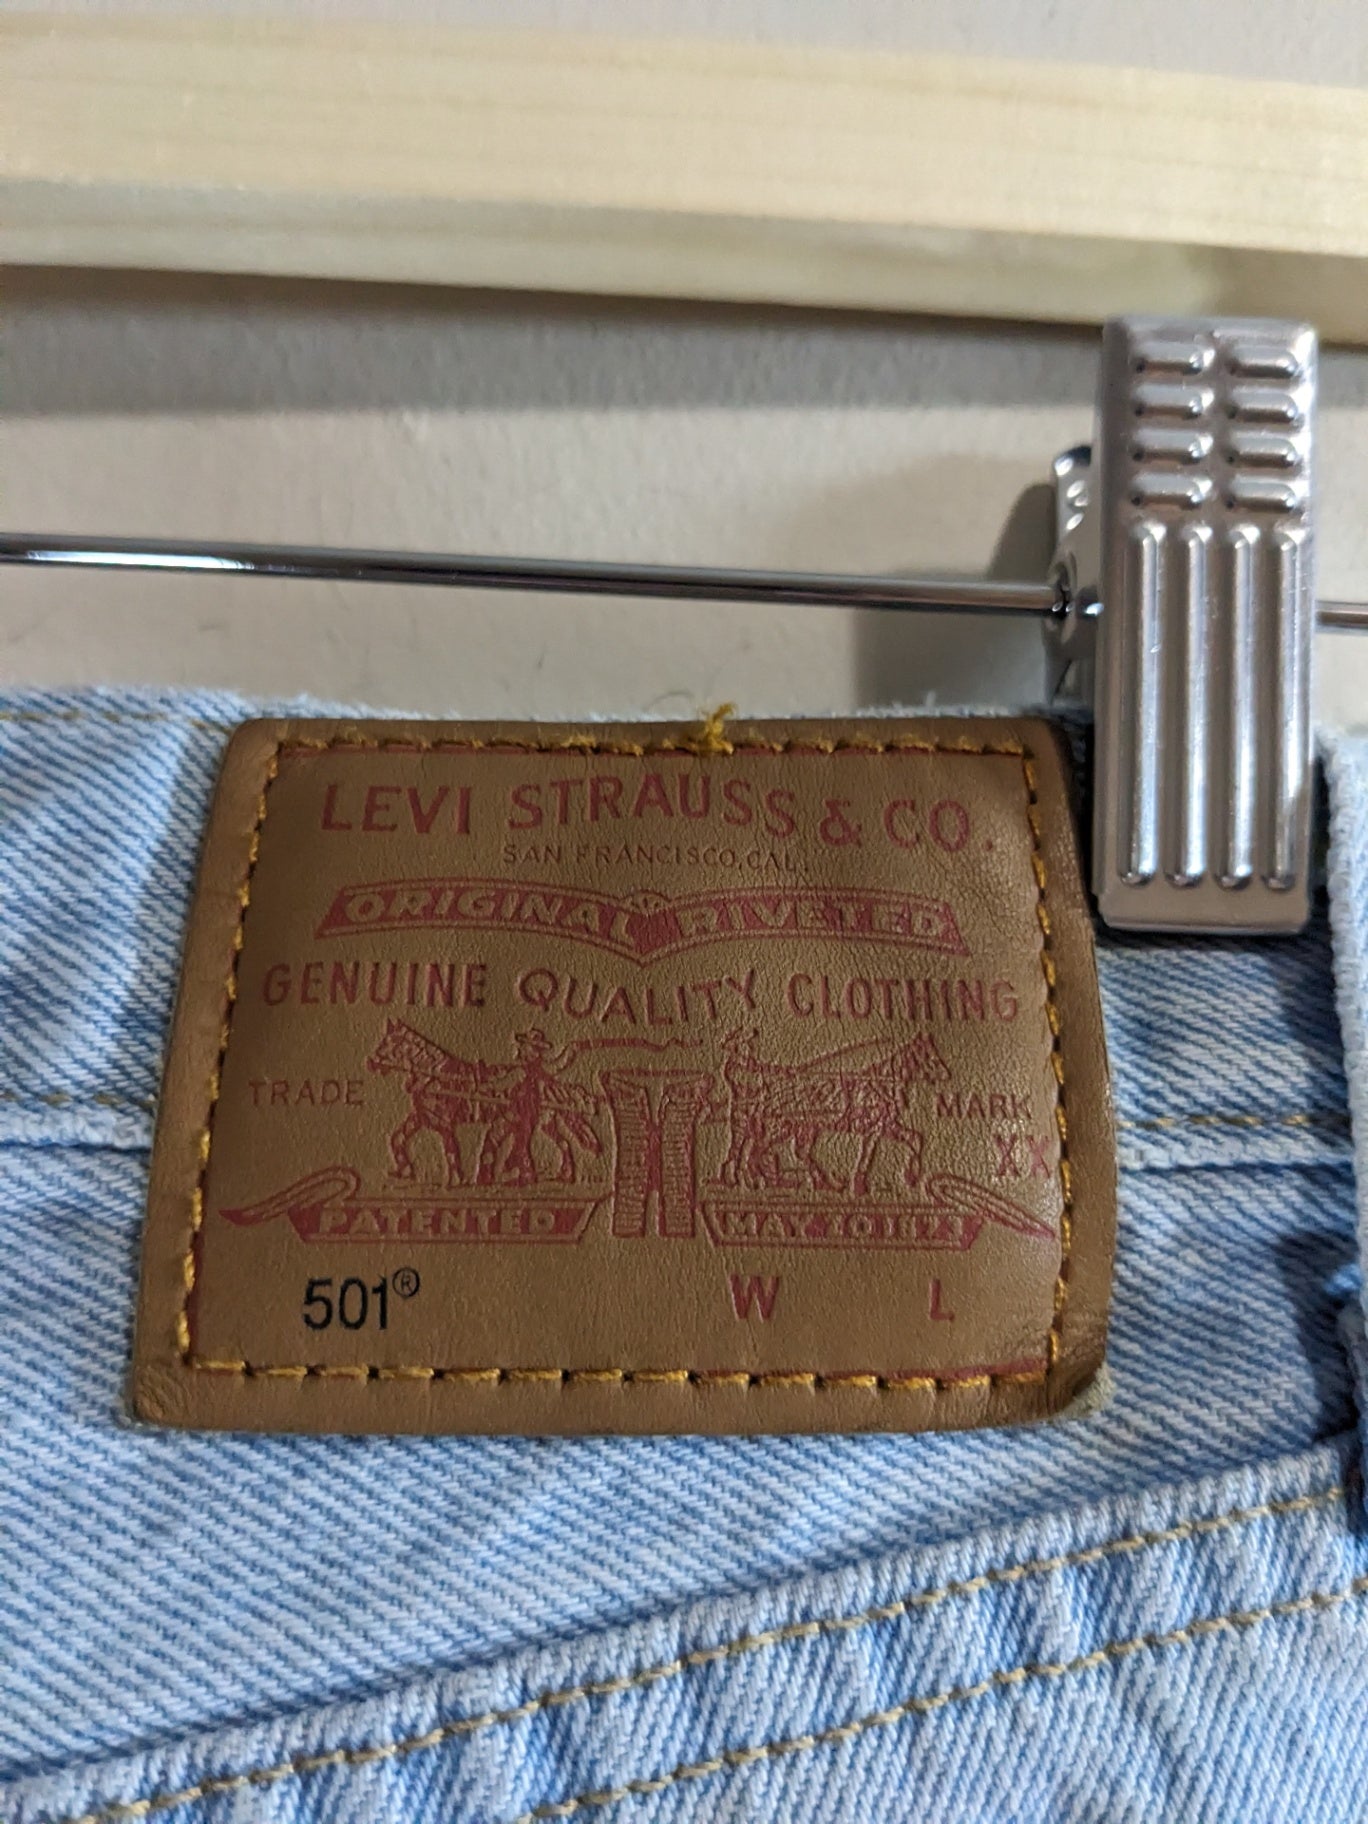 LEVI STRAUSS & CO.
SAN FRANCISCO, CAL.
ORIGINAL RIVETED
GENUINE QUALITY CLOTHING
TRADE MARK
XX
PATENTED MAY 20 1873
501® W L